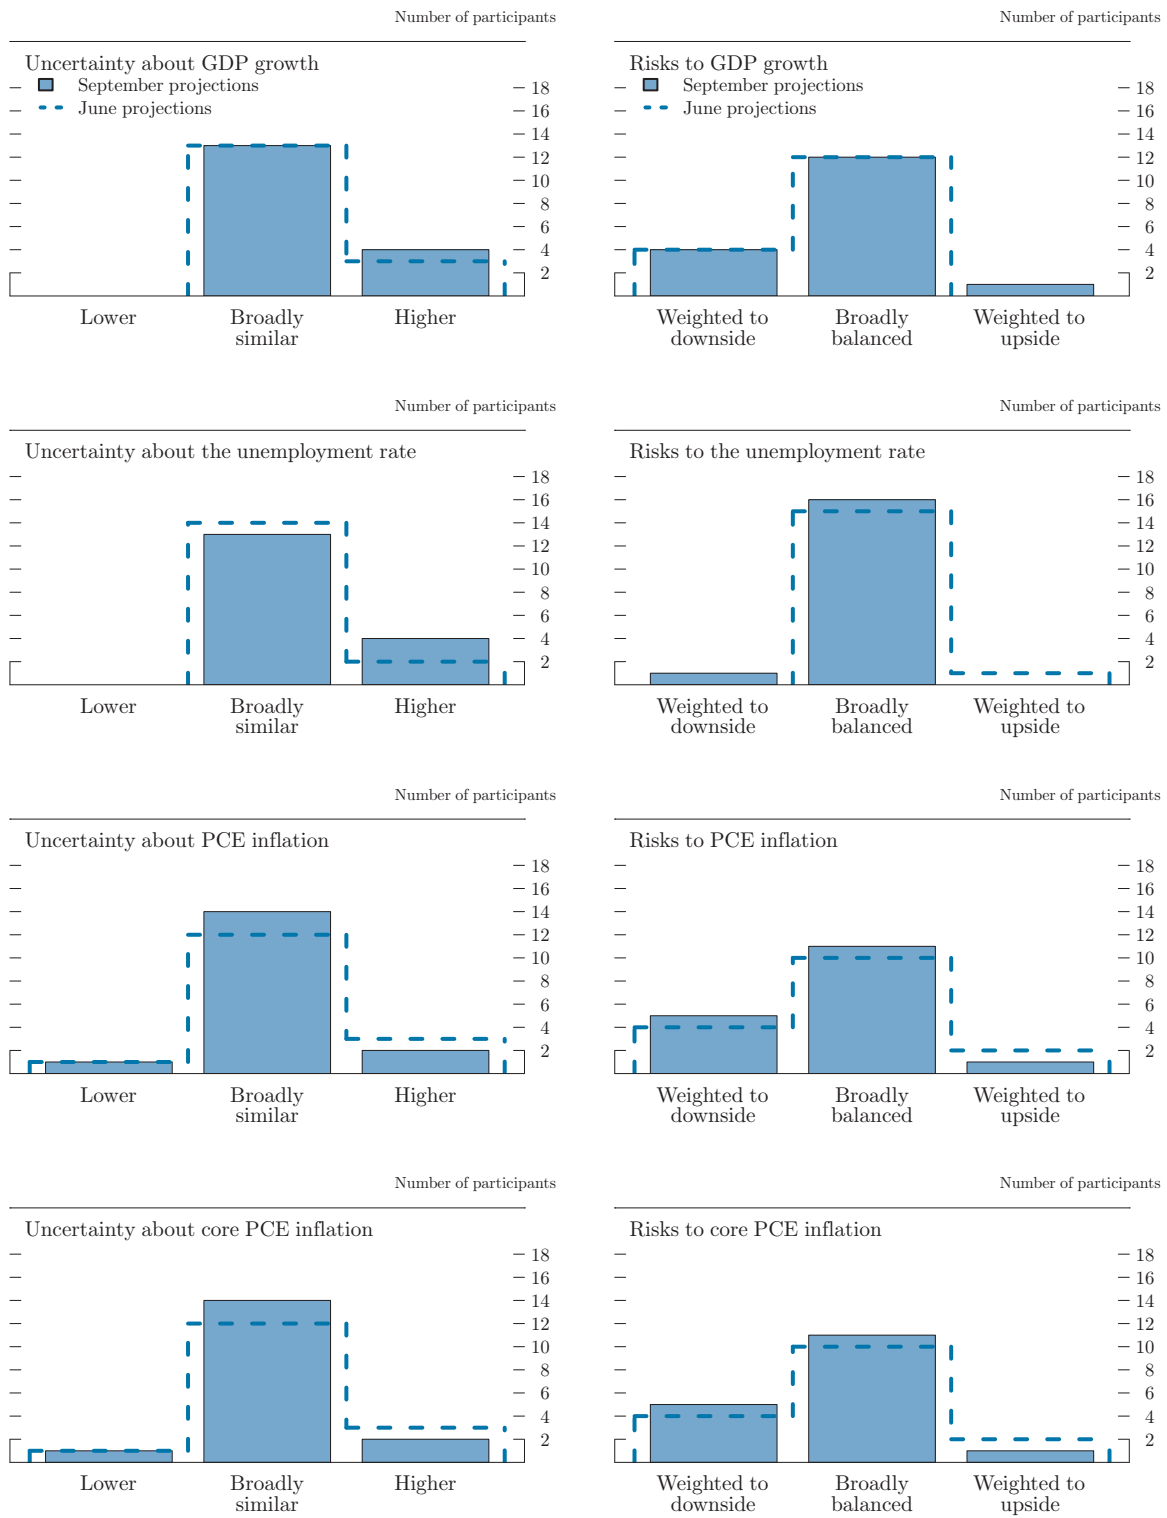 Number of participants
Uncertainty about GDP growth
September projections
June projections
18
16
14
12
10
8
6
4
2
Lower
Broadly
similar
Higher
Number of participants
Risks to GDP growth
September projections
June projections
18
16
14
12
10
8
6
4
2
Weighted to
downside
Broadly
balanced
Weighted to
upside
Number of participants
Uncertainty about the unemployment rate
18
16
14
12
10
8
6
4
2
Lower
Broadly
similar
Higher
Number of participants
Risks to the unemployment rate
18
16
14
12
10
8
6
4
2
Weighted to
downside
Broadly
balanced
Weighted to
upside
Number of participants
Uncertainty about PCE inflation
18
16
14
12
10
8
6
4
2
Lower
Broadly
similar
Higher
Number of participants
Risks to PCE inflation
18
16
14
12
10
8
6
4
2
Weighted to
downside
Broadly
balanced
Weighted to
upside
Number of participants
Uncertainty about core PCE inflation
18
16
14
12
10
8
6
4
2
Lower
Broadly
similar
Higher
Number of participants
Risks to core PCE inflation
18
16
14
12
10
8
6
4
2
Weighted to
downside
Broadly
balanced
Weighted to
upside